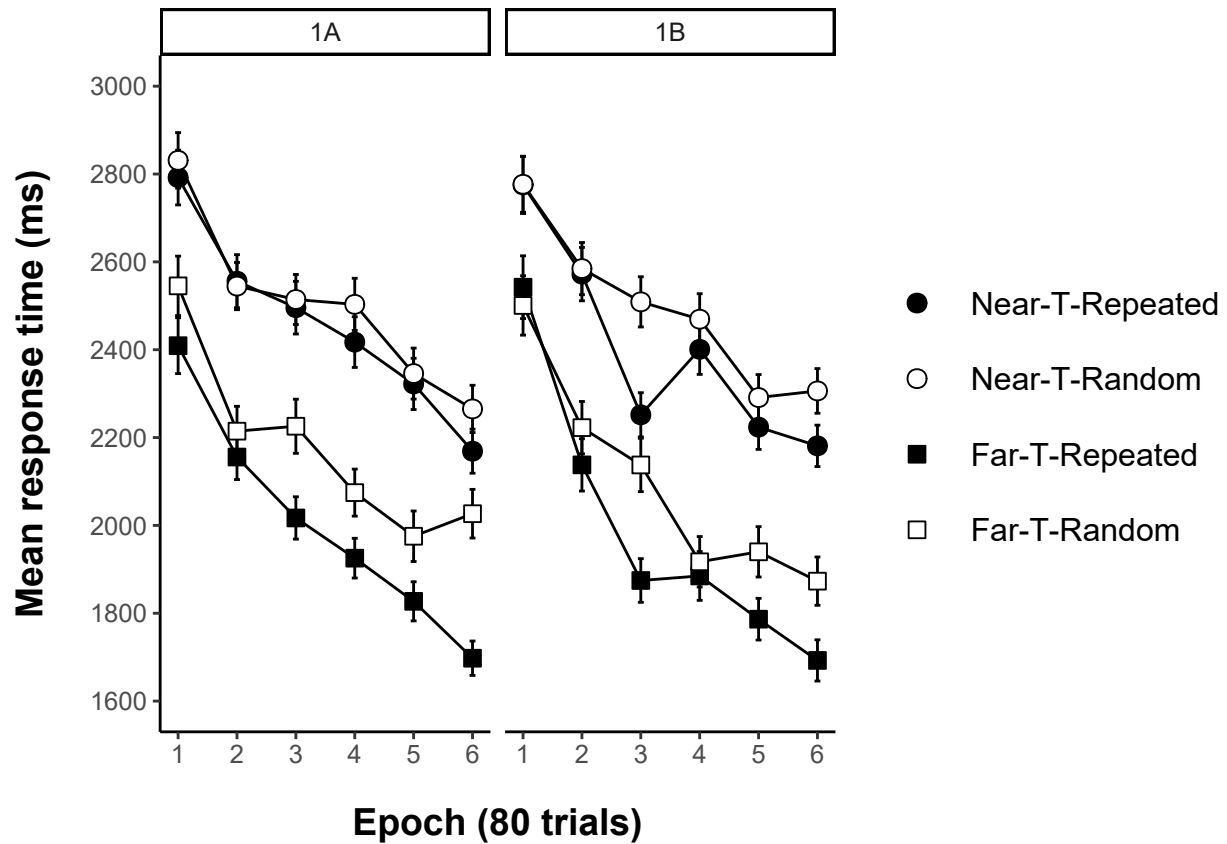 1A
1B
3000
2800
2600
2400
2200
2000
1800
1600
Mean response time (ms)
1 2 3 4 5 6
1 2 3 4 5 6
Epoch (80 trials)
Near-T-Repeated
Near-T-Random
Far-T-Repeated
Far-T-Random